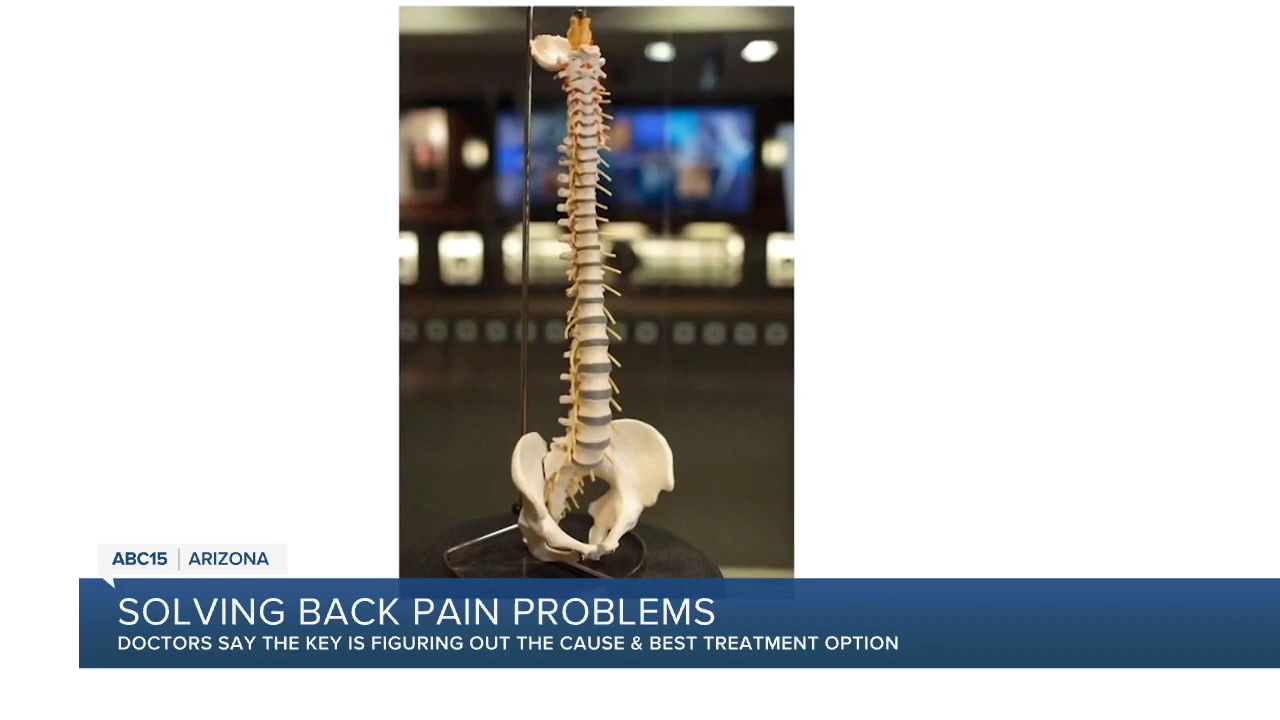 ABC15 | ARIZONA
SOLVING BACK PAIN PROBLEMS
DOCTORS SAY THE KEY IS FIGURING OUT THE CAUSE & BEST TREATMENT OPTION